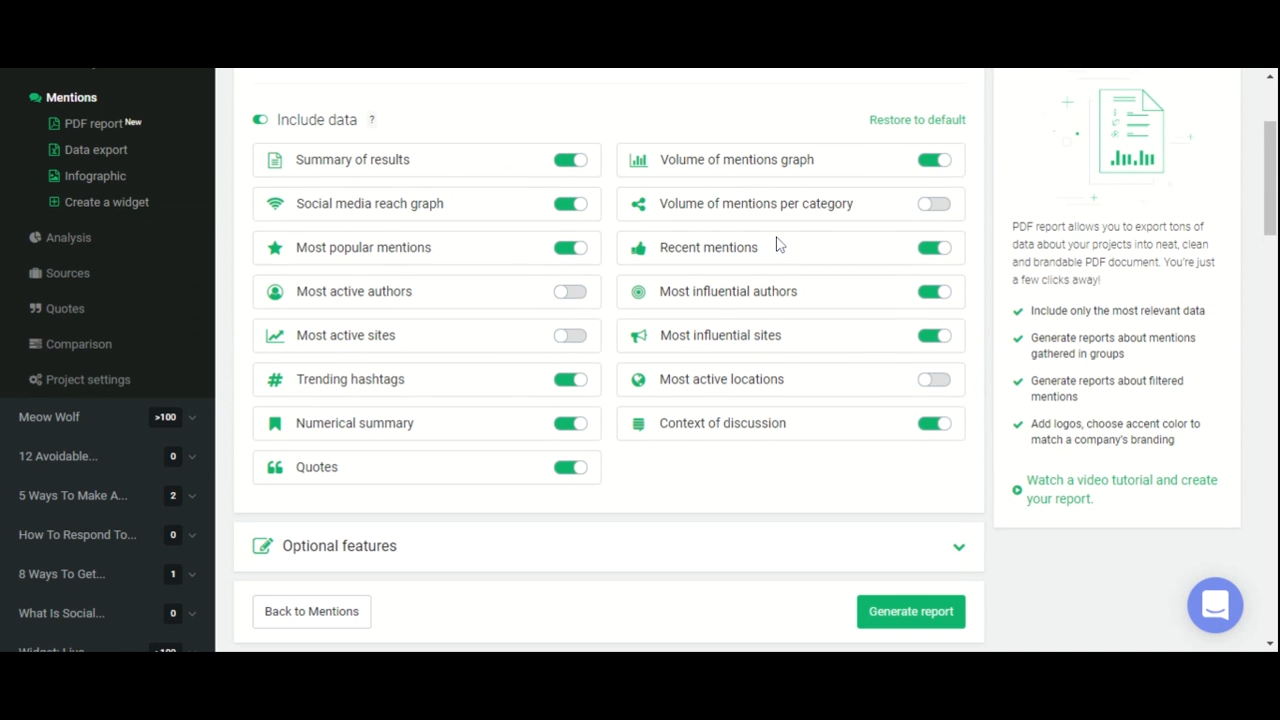 Mentions
PDF report New
Data export
Infographic
Create a widget
Analysis
Sources
Quotes
Comparison
Project settings
Meow Wolf >100
12 Avoidable... 0
5 Ways To Make A... 2
How To Respond To... 0
8 Ways To Get... 1
What Is Social... 0
Include data ?
Restore to default
Summary of results
Volume of mentions graph
Social media reach graph
Volume of mentions per category
Most popular mentions
Recent mentions
Most active authors
Most influential authors
Most active sites
Most influential sites
Trending hashtags
Most active locations
Numerical summary
Context of discussion
Quotes
Optional features
Back to Mentions
Generate report
PDF report allows you to export tons of
data about your projects into neat, clean
and brandable PDF document. You're just
a few clicks away!
Include only the most relevant data
Generate reports about mentions
gathered in groups
Generate reports about filtered
mentions
Add logos, choose accent color to
match a company's branding
Watch a video tutorial and create
your report.